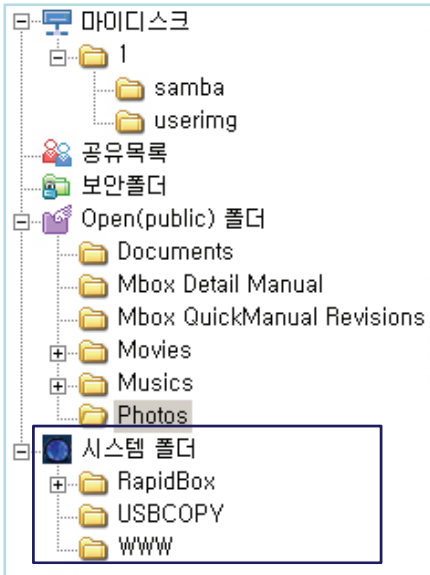 마이디스크
1
samba
userimg
공유목록
보안폴더
Open(public) 폴더
Documents
Mbox Detail Manual
Mbox QuickManual Revisions
Movies
Musics
Photos
시스템 폴더
RapidBox
USBCOPY
WWW